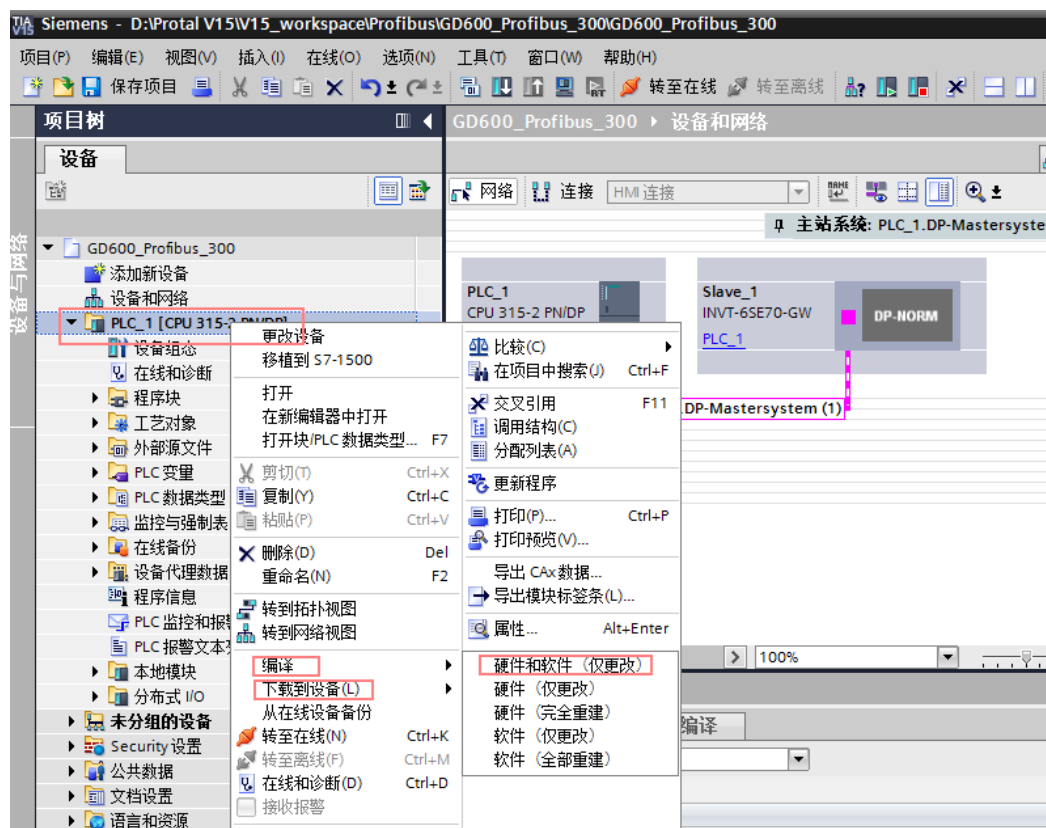 Siemens - D:\Protal V15\V15_workspace\Profibus\GD600_Profibus_300\GD600_Profibus_300
项目(P) 编辑(E) 视图(V) 插入(I) 在线(O) 选项(N) 工具(T) 窗口(W) 帮助(H)
保存项目 转至在线 转至离线
项目树
GD600_Profibus_300 设备和网络
设备
网络 连接 HMI 连接
主站系统: PLC_1.DP-Mastersyste
设备与网络
GD600_Profibus_300
添加新设备
设备和网络
PLC_1 [CPU 315-2 PN/DP]
设备组态
在线和诊断
程序块
工艺对象
外部源文件
PLC 变量
PLC 数据类型
监控与强制表
在线备份
设备代理数据
程序信息
PLC 监控和报警
PLC 报警文本
本地模块
分布式 I/O
未分组的设备
Security 设置
公共数据
文档设置
语言和资源
PLC_1
CPU 315-2 PN/DP
Slave_1
INVT-6SE70-GW
DP-NORM
PLC_1
.DP-Mastersystem (1)
更改设备
移植到 S7-1500
打开
在新编辑器中打开
打开块/PLC 数据类型... F7
剪切(T) Ctrl+X
复制(Y) Ctrl+C
粘贴(P) Ctrl+V
删除(D) Del
重命名(N) F2
转到拓扑视图
转到网络视图
编译
下载到设备(L)
从在线设备备份
转至在线(N) Ctrl+K
转至离线(F) Ctrl+M
在线和诊断(D) Ctrl+D
接收报警
比较(C)
在项目中搜索(J) Ctrl+F
交叉引用 F11
调用结构(C)
分配列表(A)
更新程序
打印(P)... Ctrl+P
打印预览(V)...
导出 CAx 数据...
导出模块标签条(L)...
属性... Alt+Enter
硬件和软件（仅更改）
硬件（仅更改）
硬件（完全重建）
软件（仅更改）
软件（全部重建）
100%
编译